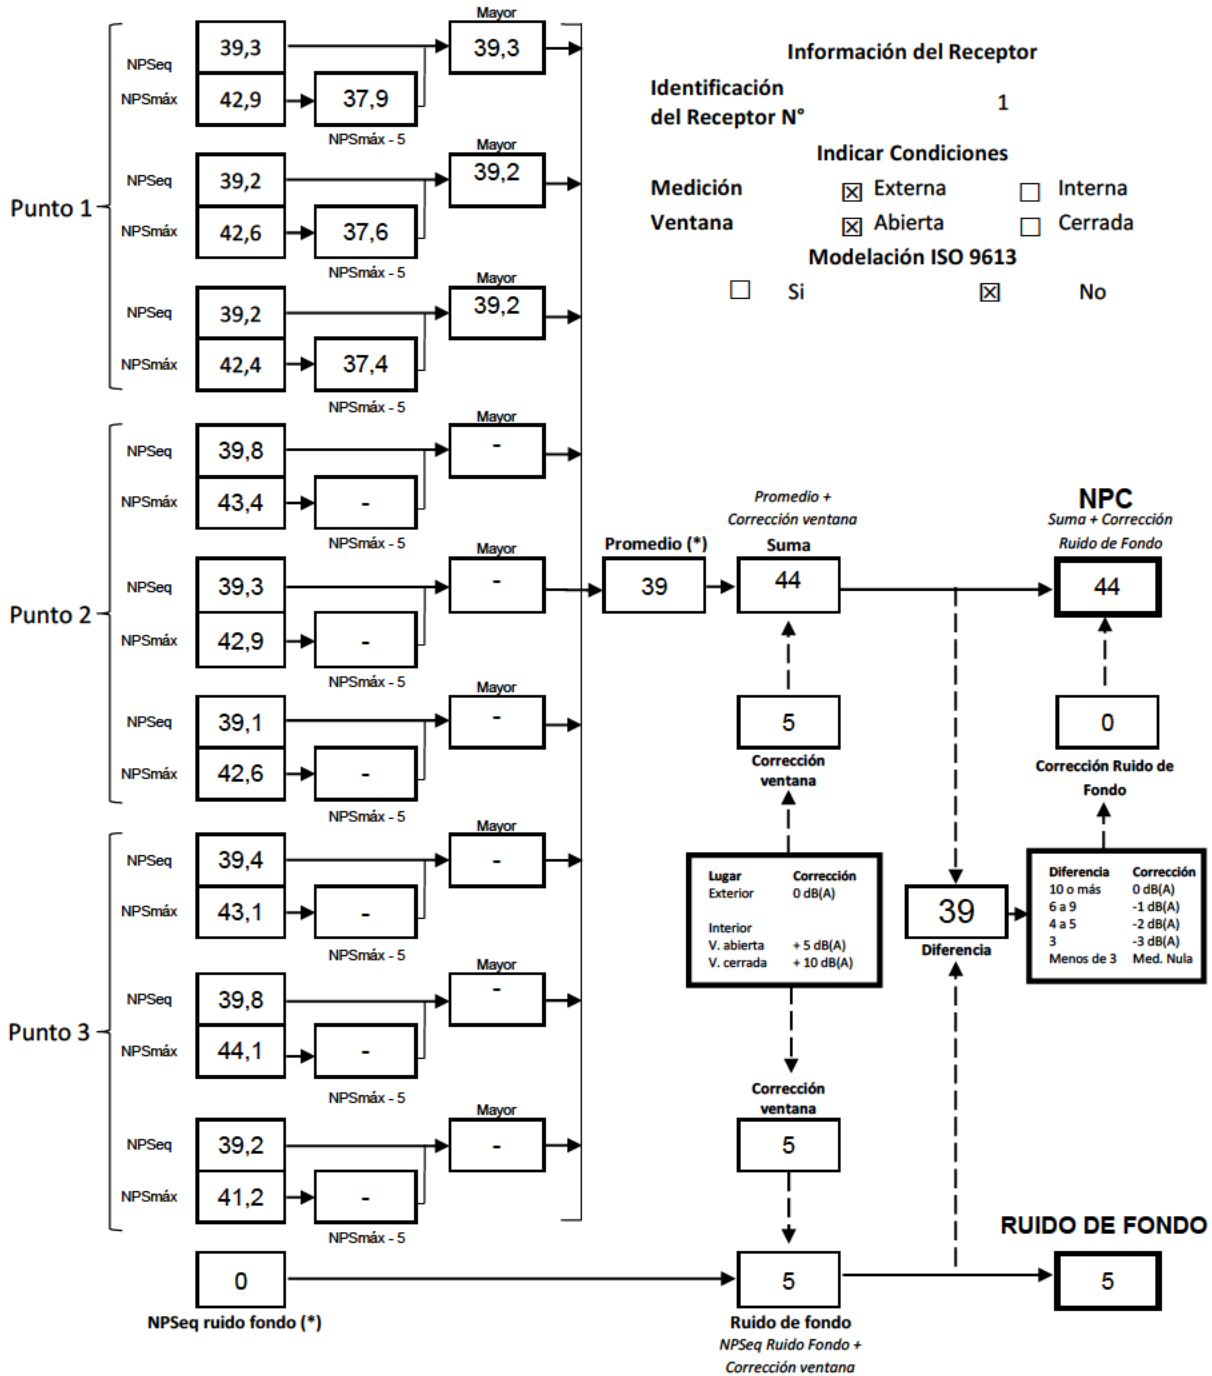 Mayor
NPSeq
39,3
39,3
NPSmáx
42,9
37,9
NPSmáx - 5
Mayor
Punto 1
NPSeq
39,2
39,2
NPSmáx
42,6
37,6
NPSmáx - 5
Mayor
NPSeq
39,2
39,2
NPSmáx
42,4
37,4
NPSmáx - 5
Información del Receptor
Identificación
del Receptor N°
1
Indicar Condiciones
Medición
☒ Externa
☐ Interna
Ventana
☒ Abierta
☐ Cerrada
Modelación ISO 9613
☐ Si
☒ No
Mayor
NPSeq
39,8
-
NPSmáx
43,4
-
NPSmáx - 5
Mayor
Punto 2
NPSeq
39,3
-
NPSmáx
42,9
-
NPSmáx - 5
Mayor
NPSeq
39,1
-
NPSmáx
42,6
-
NPSmáx - 5
Mayor
NPSeq
39,4
-
NPSmáx
43,1
-
NPSmáx - 5
Mayor
Punto 3
NPSeq
39,8
-
NPSmáx
44,1
-
NPSmáx - 5
Mayor
NPSeq
39,2
-
NPSmáx
41,2
-
NPSmáx - 5
Promedio (*)
39
Promedio +
Corrección ventana
Suma
44
5
Corrección
ventana
NPC
Suma + Corrección
Ruido de Fondo
44
0
Corrección Ruido de
Fondo
Lugar Corrección
Exterior 0 dB(A)
Interior
V. abierta + 5 dB(A)
V. cerrada + 10 dB(A)
39
Diferencia
Diferencia Corrección
10 o más 0 dB(A)
6 a 9 -1 dB(A)
4 a 5 -2 dB(A)
3 -3 dB(A)
Menos de 3 Med. Nula
Corrección
ventana
5
0
NPSeq ruido fondo (*)
5
Ruido de fondo
NPSeq Ruido Fondo +
Corrección ventana
RUIDO DE FONDO
5